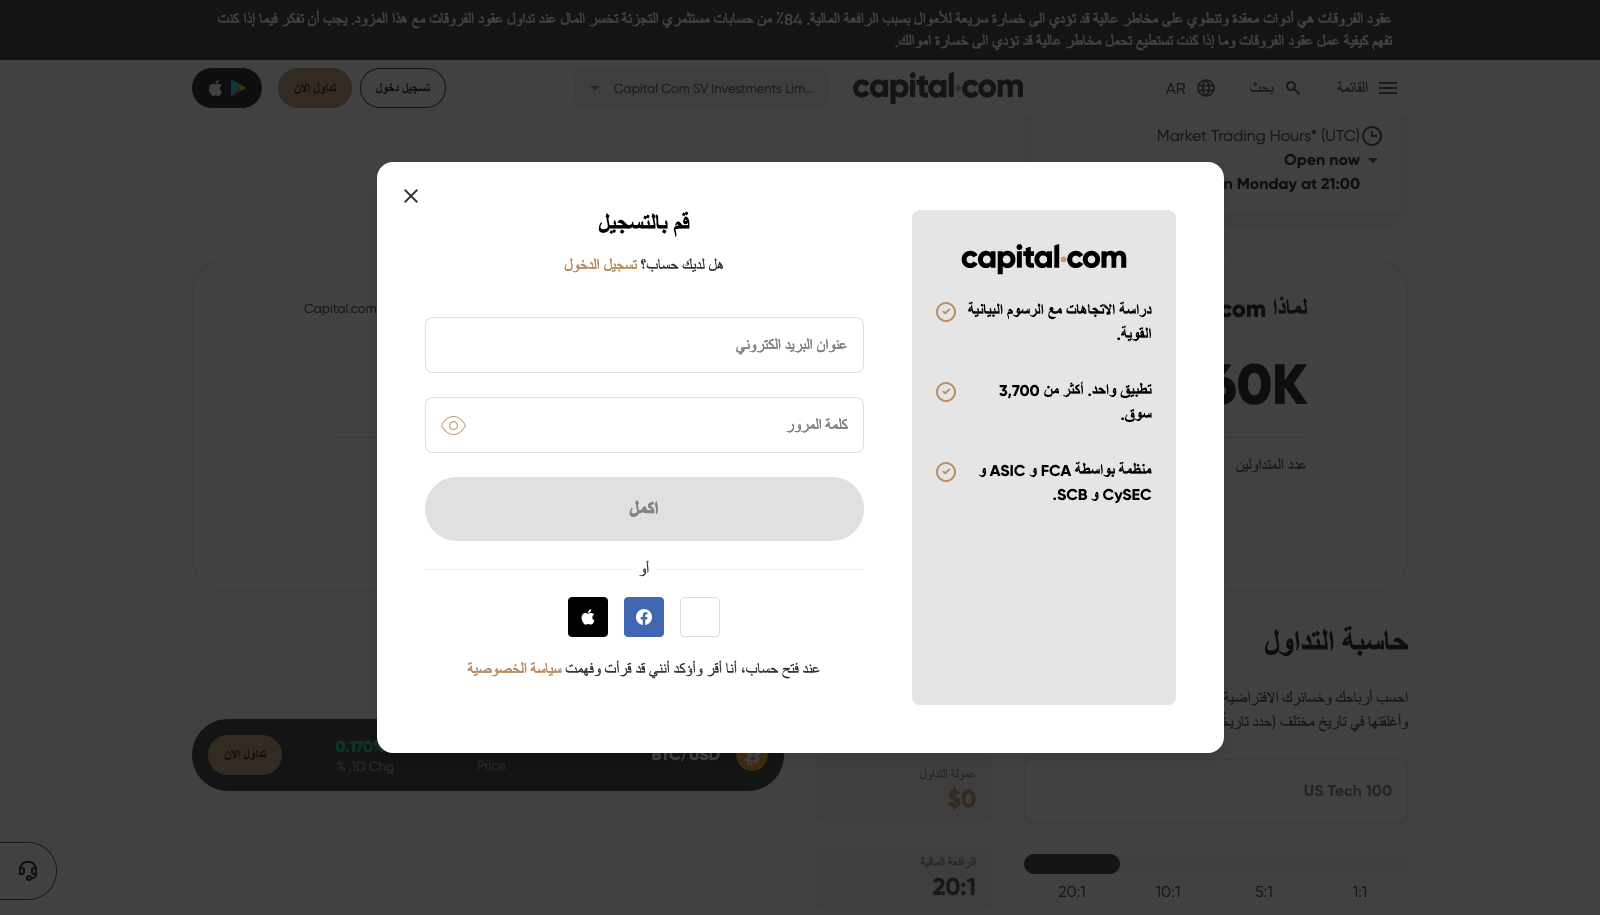 عقود الفروقات هي أدوات معقدة وتنطوي على مخاطر عالية قد تؤدي الى خسارة سريعة للأموال بسبب الرافعة المالية. 84٪ من حسابات مستثمري التجزئة تخسر المال عند تداول عقود الفروقات مع هذا المزود. يجب أن تفكر فيما إذا كنت
تفهم كيفية عمل عقود الفروقات وما إذا كنت تستطيع تحمل مخاطر عالية قد تؤدي الى خسارة اموالك.
القائمة
بحث
AR
capital.com
Capital Com SV Investments Lim...
تسجيل دخول
تداول الان
Market Trading Hours* (UTC)
Open now
n Monday at 21:00
قم بالتسجيل
هل لديك حساب؟ تسجيل الدخول
عنوان البريد الكتروني
كلمة المرور
اكمل
أو
عند فتح حساب، أنا أقر وأؤكد أنني قد قرأت وفهمت سياسة الخصوصية
capital.com
دراسة الاتجاهات مع الرسوم البيانية
القوية.
تطبيق واحد. أكثر من 3,700
سوق.
منظمة بواسطة FCA و ASIC و
CySEC و SCB.
لماذا
com
60K
عدد المتداولين
Capital.com
حاسبة التداول
احسب أرباحك وخسائرك الافتراضية
وأغلقتها في تاريخ مختلف (حدد
US Tech 100
عمولة التداول
$0
الرافعة المالية
20:1
20:1
10:1
5:1
1:1
BTC/USD
Price
0.170%
% ,1D Chg
تداول الان